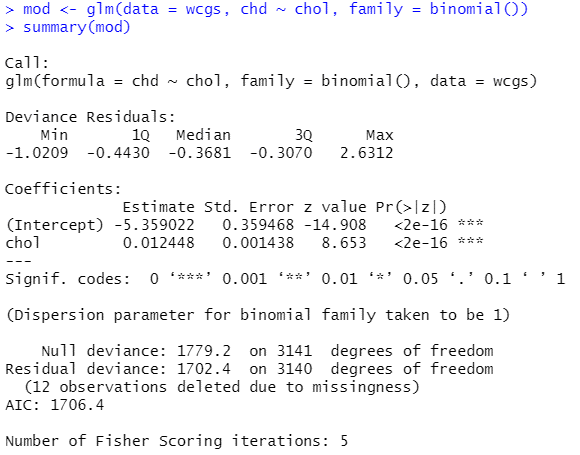 > mod <- glm(data = wcgs, chd ~ chol, family = binomial())
> summary(mod)
Call:
glm(formula = chd ~ chol, family = binomial(), data = wcgs)
Deviance Residuals:
Min 1Q Median 3Q Max
-1.0209 -0.4430 -0.3681 -0.3070 2.6312
Coefficients:
Estimate Std. Error z value Pr(>|z|)
(Intercept) -5.359022 0.359468 -14.908 <2e-16 ***
chol 0.012448 0.001438 8.653 <2e-16 ***
---
Signif. codes: 0 ‘***’ 0.001 ‘**’ 0.01 ‘*’ 0.05 ‘.’ 0.1 ‘ ’ 1
(Dispersion parameter for binomial family taken to be 1)
Null deviance: 1779.2 on 3141 degrees of freedom
Residual deviance: 1702.4 on 3140 degrees of freedom
(12 observations deleted due to missingness)
AIC: 1706.4
Number of Fisher Scoring iterations: 5